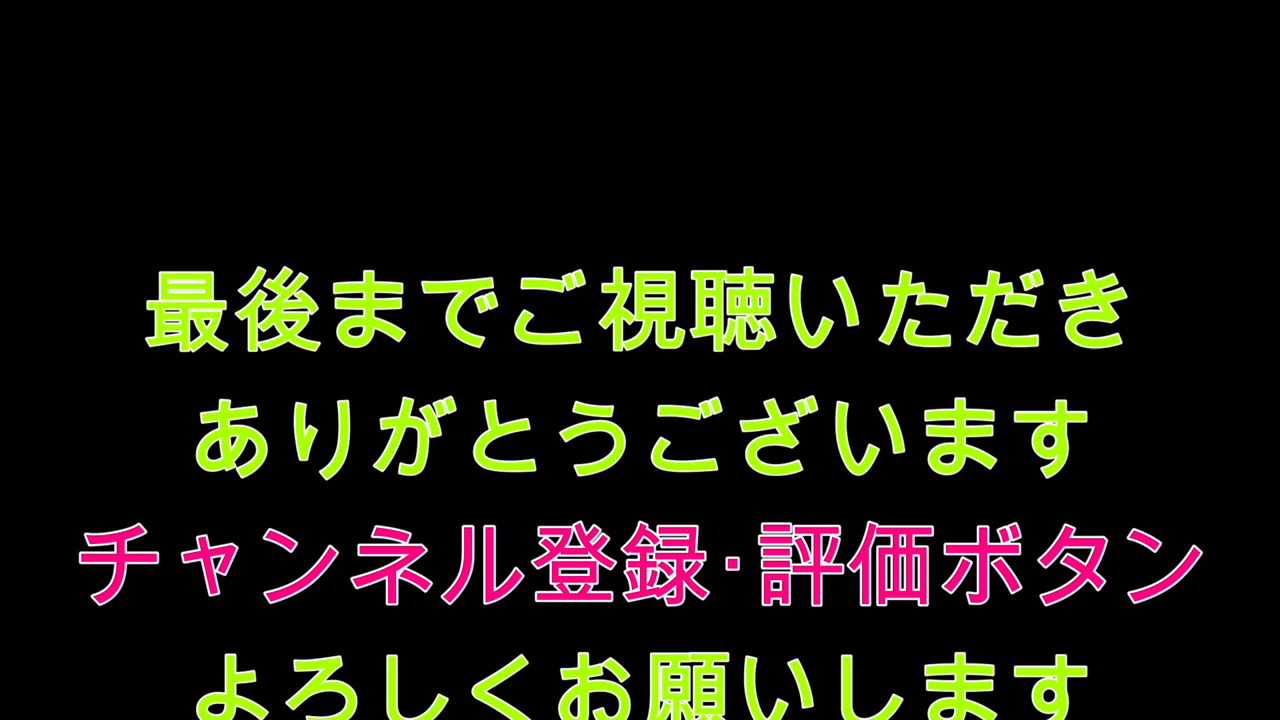 最後までご視聴いただき
ありがとうございます
チャンネル登録・評価ボタン
よろしくお願いします